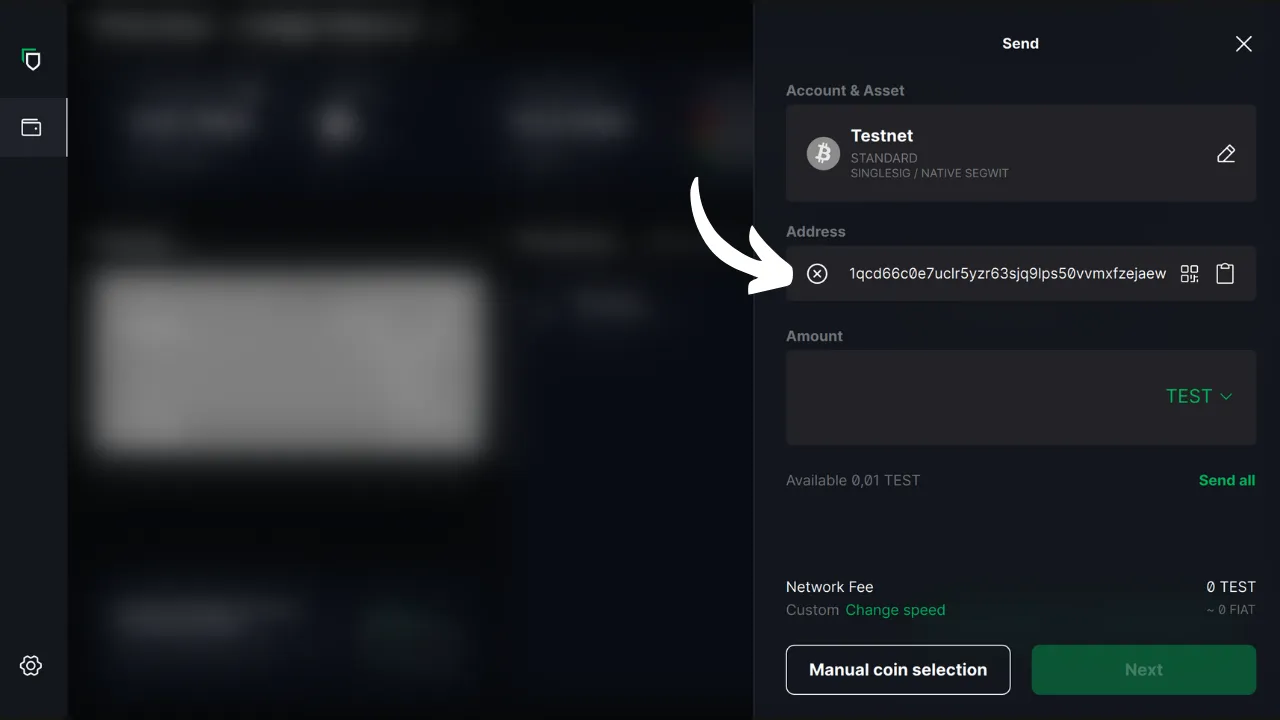 Send
Account & Asset
Testnet
STANDARD
SINGLESIG / NATIVE SEGWIT
Address
1qcd66c0e7uclr5yzr63sjq9lps50vvmxfzejaew
Amount
TEST
Available 0,01 TEST
Send all
Network Fee
0 TEST
Custom Change speed
~ 0 FIAT
Manual coin selection
Next